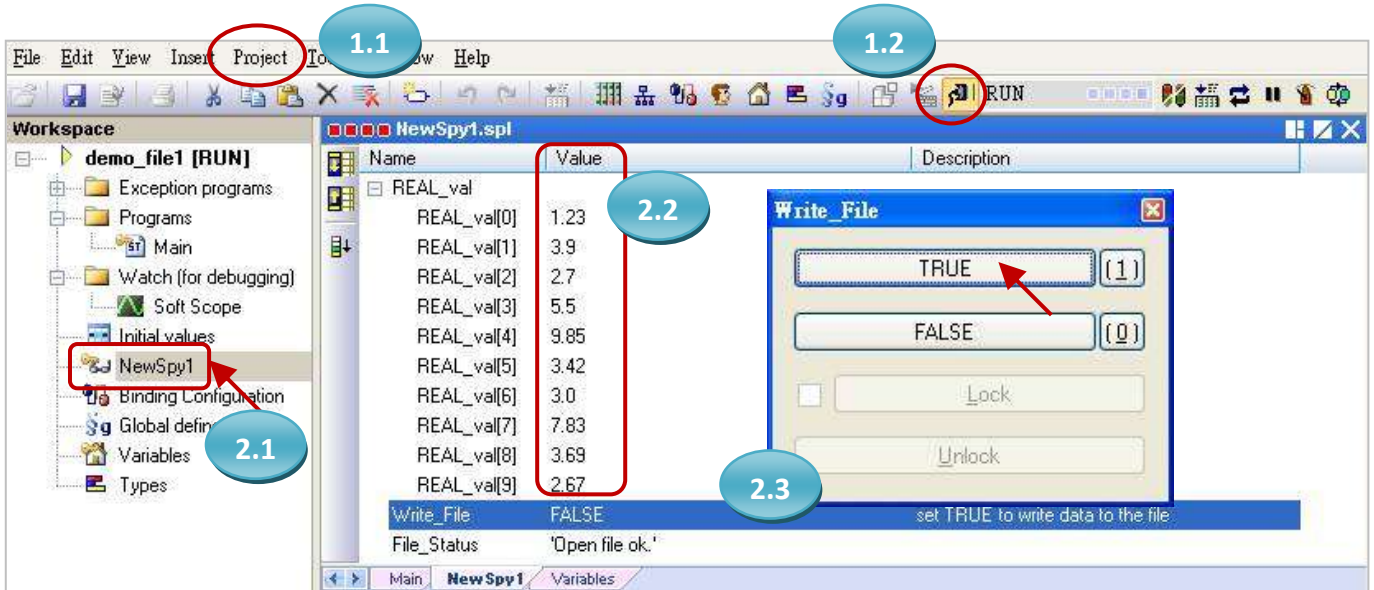 1.1
1.2
File Edit View Insert Project To ow Help
RUN
Workspace
NewSpy1.spl
demo_file1 [RUN]
Exception programs
Programs
ST Main
Watch (for debugging)
Soft Scope
Initial values
NewSpy1
Binding Configuration
Global defin
Variables
Types
2.1
Name Value Description
REAL_val
REAL_val[0] 1.23
REAL_val[1] 3.9
REAL_val[2] 2.7
REAL_val[3] 5.5
REAL_val[4] 9.85
REAL_val[5] 3.42
REAL_val[6] 3.0
REAL_val[7] 7.83
REAL_val[8] 3.69
REAL_val[9] 2.67
Write_File FALSE set TRUE to write data to the file
File_Status 'Open file ok.'
2.2
Write_File
TRUE (1)
FALSE (0)
Lock
Unlock
2.3
Main NewSpy1 Variables